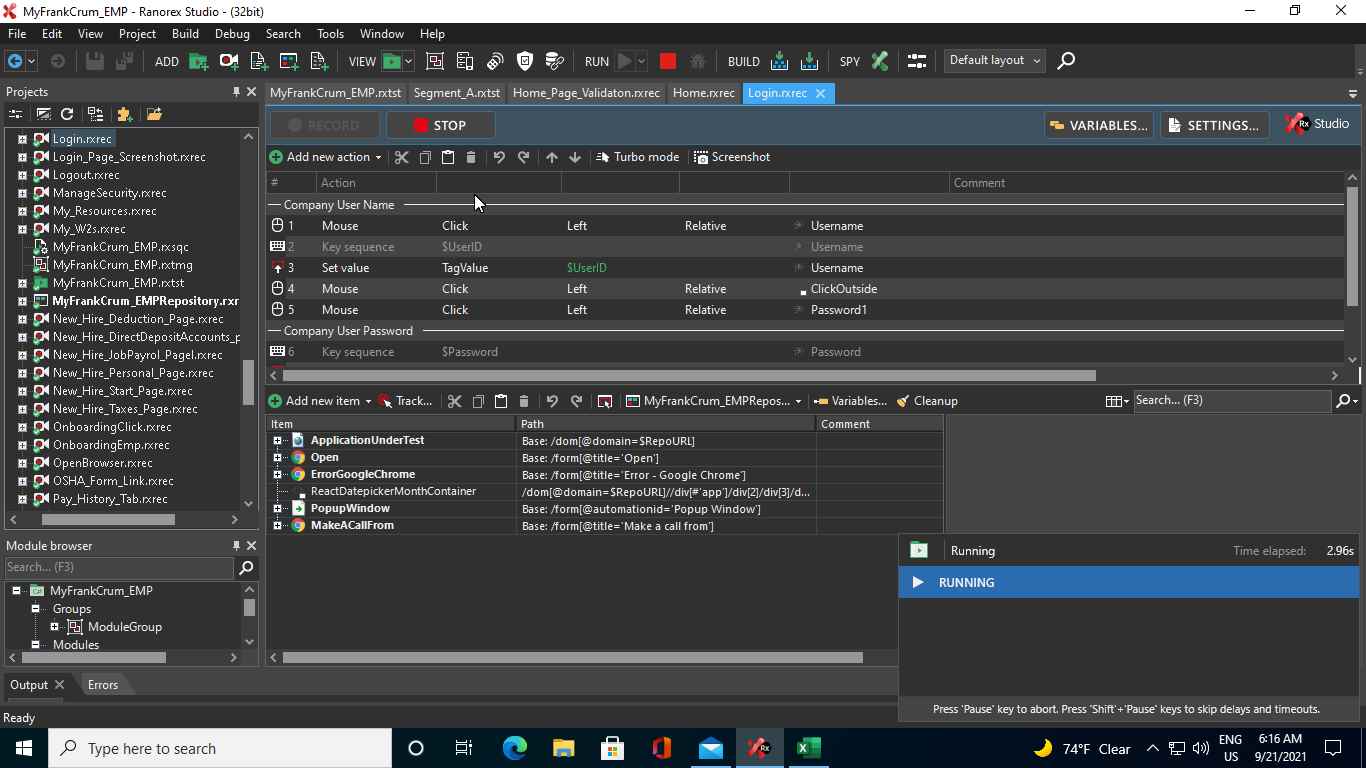 MyFrankCrum_EMP - Ranorex Studio - (32bit)
File Edit View Project Build Debug Search Tools Window Help
ADD VIEW RUN BUILD SPY Default layout
Projects
MyFrankCrum_EMP.rxtst Segment_A.rxtst Home_Page_Validaton.rxrec Home.rxrec Login.rxrec
RECORD STOP VARIABLES... SETTINGS... Rx Studio
Add new action Turbo mode Screenshot
# Action Comment
Company User Name
1 Mouse Click Left Relative Username
2 Key sequence $UserID Username
3 Set value TagValue $UserID Username
4 Mouse Click Left Relative ClickOutside
5 Mouse Click Left Relative Password1
Company User Password
6 Key sequence $Password Password
Login.rxrec
Login_Page_Screenshot.rxrec
Logout.rxrec
ManageSecurity.rxrec
My_Resources.rxrec
My_W2s.rxrec
MyFrankCrum_EMP.rxsqc
MyFrankCrum_EMP.rxtmg
MyFrankCrum_EMP.rxtst
MyFrankCrum_EMPRepository.rxr
New_Hire_Deduction_Page.rxrec
New_Hire_DirectDepositAccounts_p
New_Hire_JobPayrol_Pagel.rxrec
New_Hire_Personal_Page.rxrec
New_Hire_Start_Page.rxrec
New_Hire_Taxes_Page.rxrec
OnboardingClick.rxrec
OnboardingEmp.rxrec
OpenBrowser.rxrec
OSHA_Form_Link.rxrec
Pay_History_Tab.rxrec
Add new item Track... MyFrankCrum_EMPRepos... Variables... Cleanup Search... (F3)
Item Path Comment
ApplicationUnderTest Base: /dom[@domain=$RepoURL]
Open Base: /form[@title='Open']
ErrorGoogleChrome Base: /form[@title='Error - Google Chrome']
ReactDatepickerMonthContainer /dom[@domain=$RepoURL]//div[#'app']/div[2]/div[3]/d...
PopupWindow Base: /form[@automationid='Popup Window']
MakeACallFrom Base: /form[@title='Make a call from']
Module browser
Search... (F3)
MyFrankCrum_EMP
Groups
ModuleGroup
Modules
Running Time elapsed: 2.96s
RUNNING
Press 'Pause' key to abort. Press 'Shift'+'Pause' keys to skip delays and timeouts.
Output Errors
Ready
Type here to search
Rx
74°F Clear
ENG
US
6:16 AM
9/21/2021